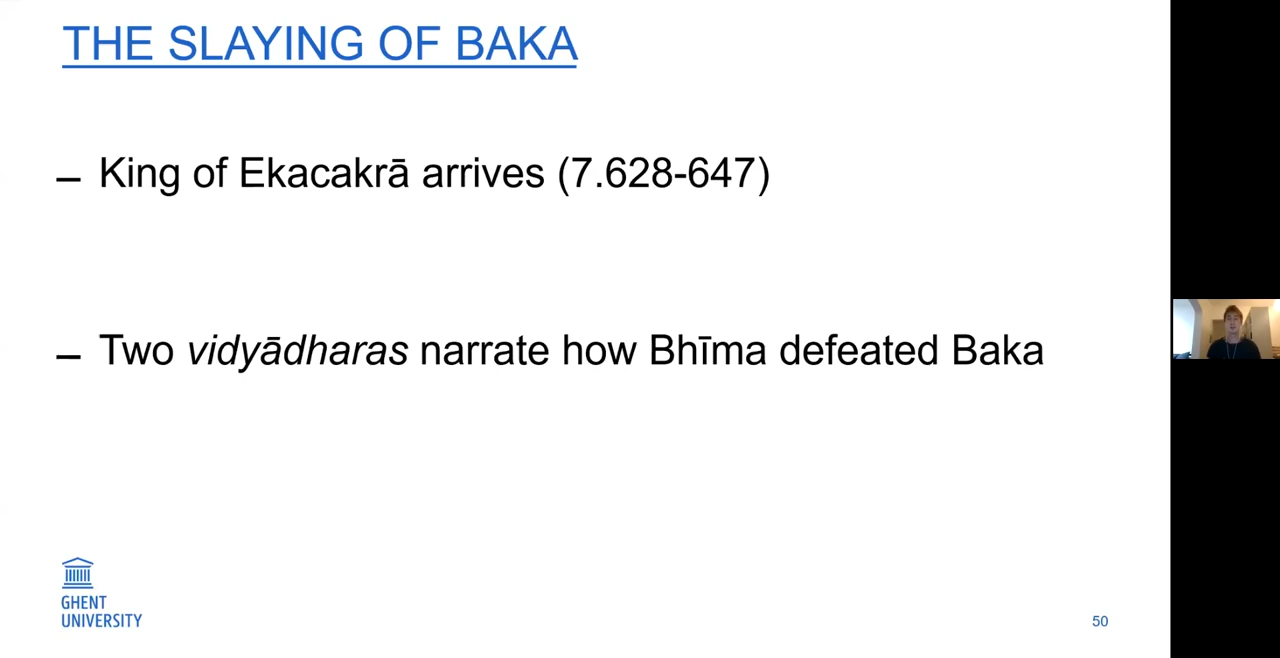 THE SLAYING OF BAKA
– King of Ekacakrā arrives (7.628-647)
– Two vidyādharas narrate how Bhīma defeated Baka
GHENT
UNIVERSITY
50